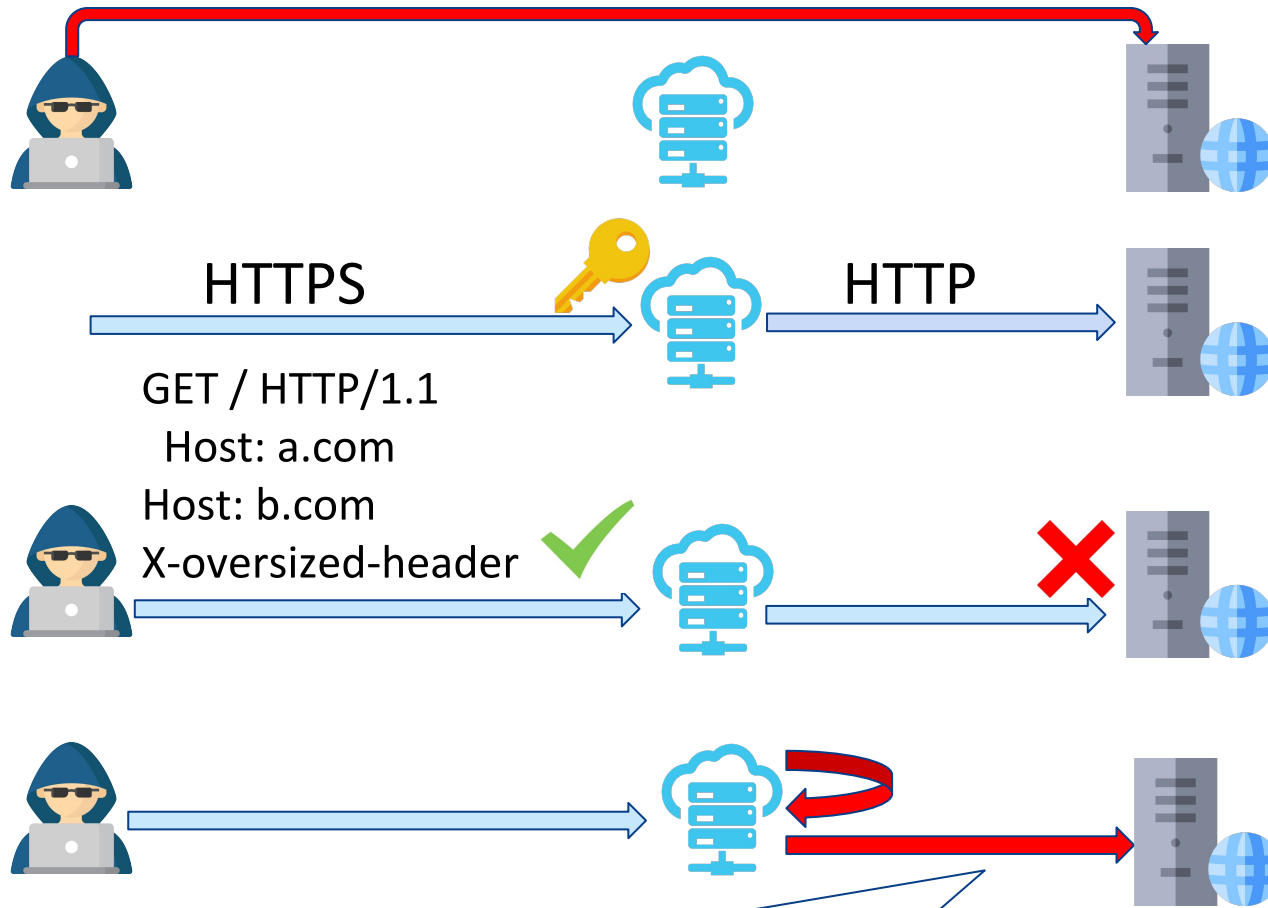 HTTPS
HTTP
GET / HTTP/1.1
Host: a.com
Host: b.com
X-oversized-header